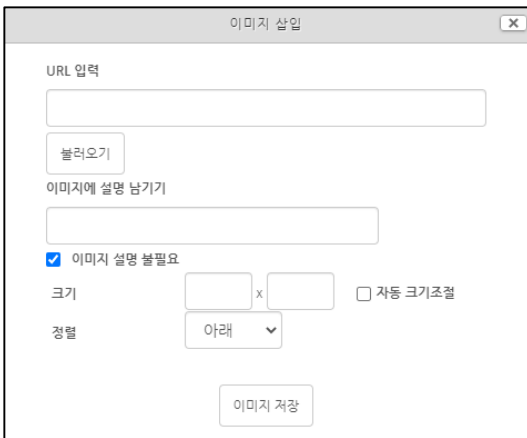 이미지 삽입
URL 입력
불러오기
이미지에 설명 남기기
이미지 설명 불필요
크기 x 자동 크기조절
정렬 아래
이미지 저장